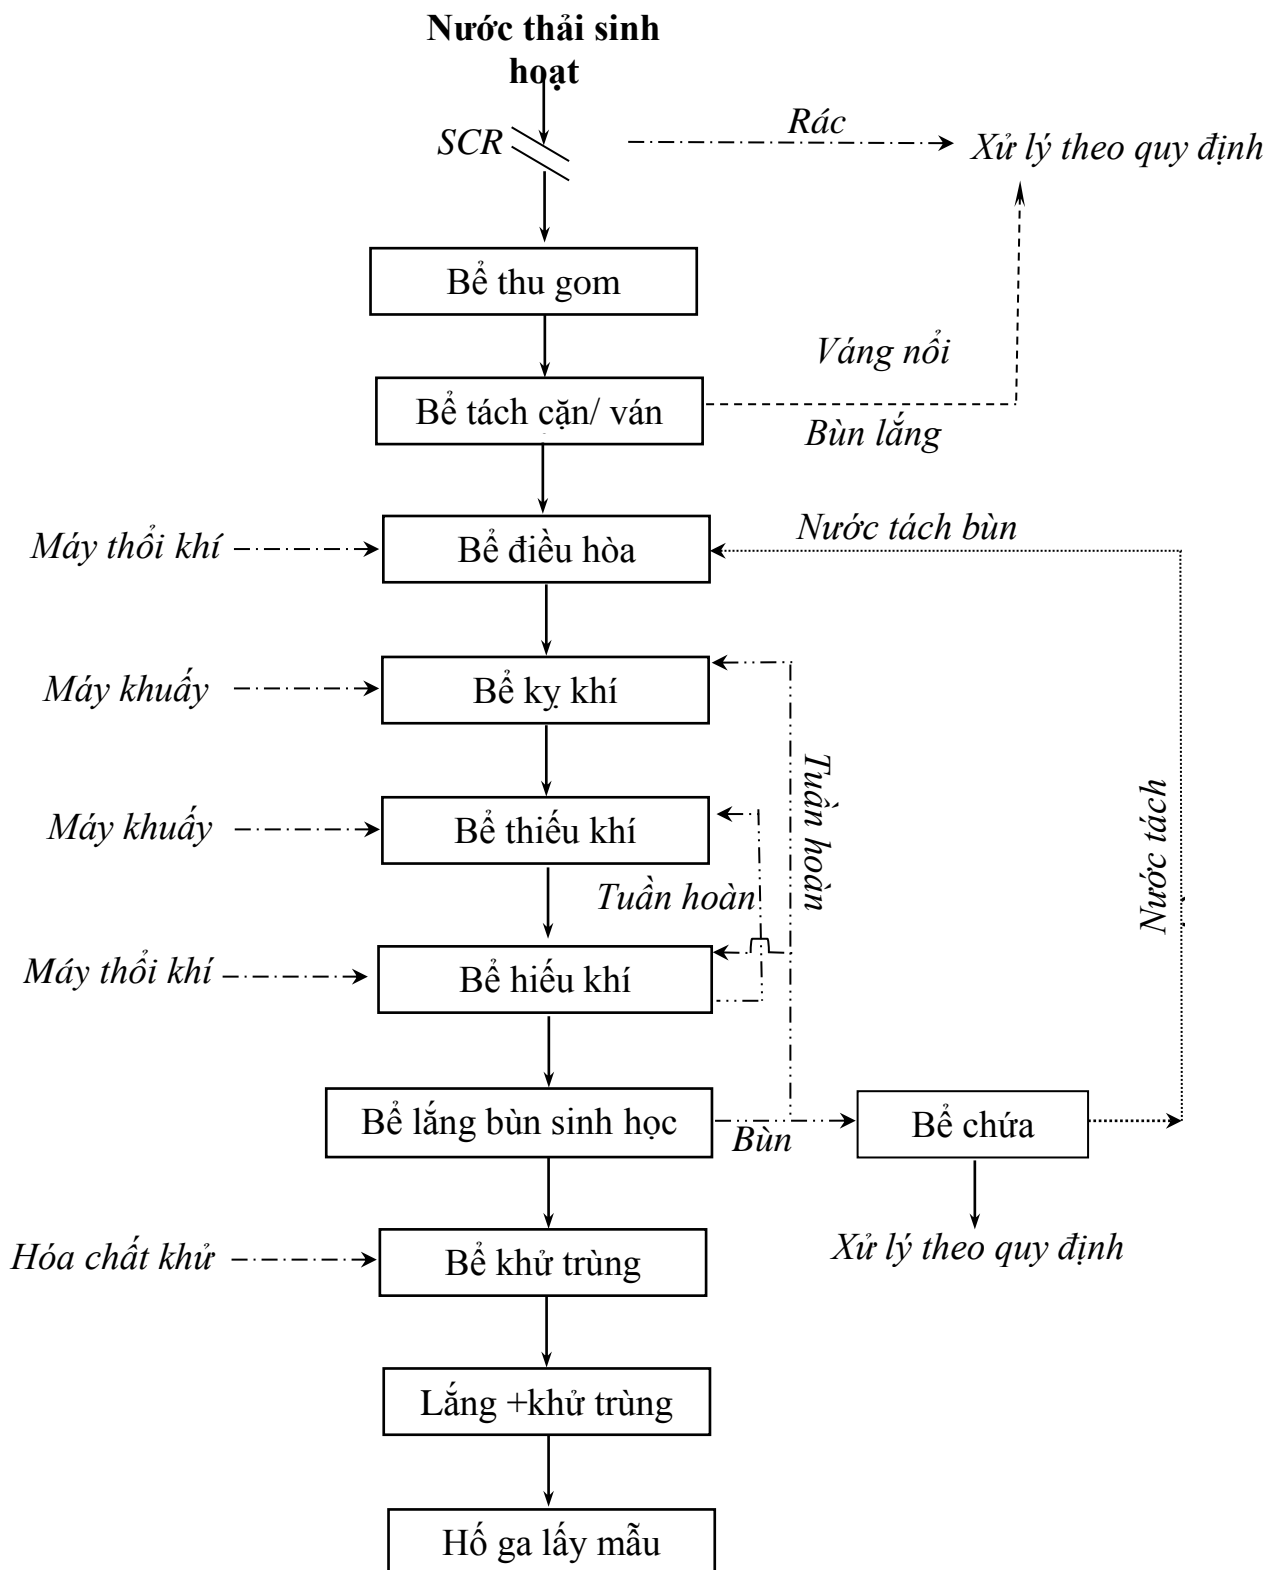 Nước thải sinh
hoạt
SCR
Rác
Xử lý theo quy định
Bể thu gom
Váng nổi
Bể tách cặn/ ván
Bùn lắng
Nước tách bùn
Máy thổi khí
Bể điều hòa
Máy khuấy
Bể kỵ khí
Tuần hoàn
Nước tách
Máy khuấy
Bể thiếu khí
Tuần hoàn
Máy thổi khí
Bể hiếu khí
Bể lắng bùn sinh học
Bùn
Bể chứa
Xử lý theo quy định
Hóa chất khử
Bể khử trùng
Lắng +khử trùng
Hố ga lấy mẫu